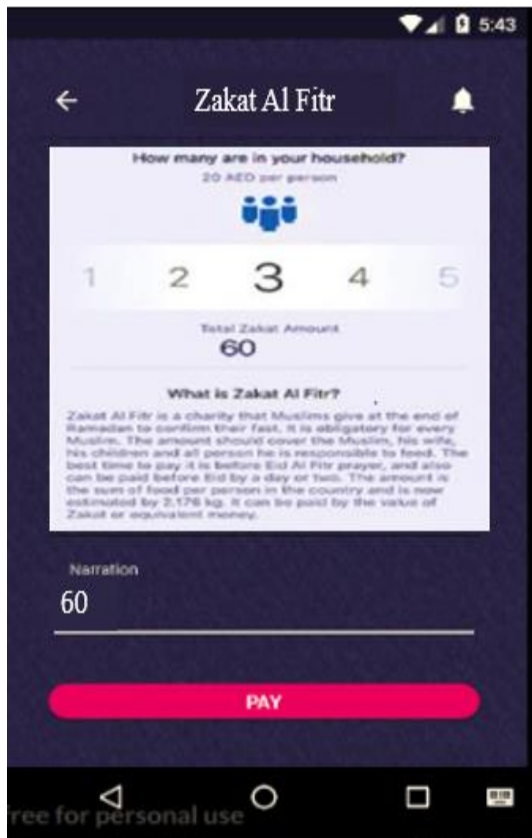 5:43
Zakat Al Fitr
How many are in your household?
20 AED per person
1 2 3 4 5
Total Zakat Amount
60
What is Zakat Al Fitr?
Zakat Al Fitr is a charity that Muslims give at the end of
Ramadan to confirm their fast. It is obligatory for every
Muslim. The amount should cover the Muslim, his wife,
his children and all person he is responsible to feed. The
best time to pay it is before Eid Al Fitr prayer, and also
can be paid before Eid by a day or two. The amount is
the sum of food per person in the country and is now
estimated by 2.176 kg. It can be paid by the value of
Zakat or equivalent money.
Narration
60
PAY
free for personal use